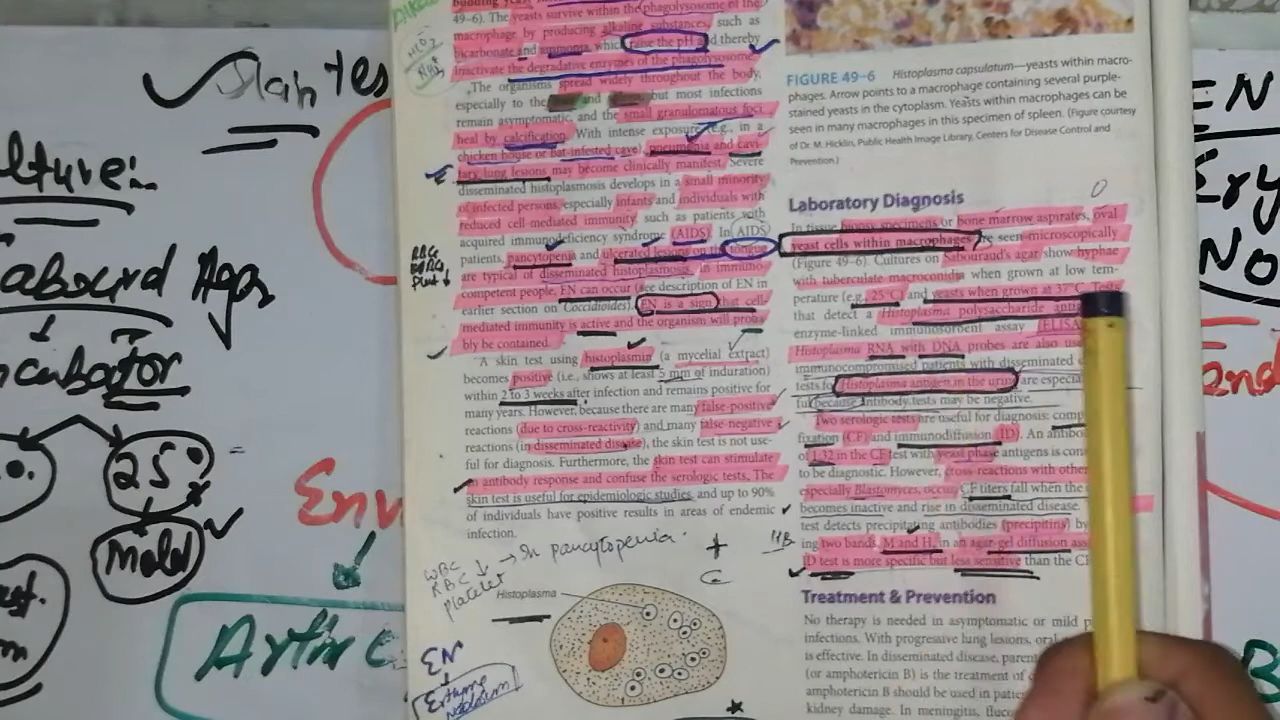 Skin Test
Culture:
Sabourd Agar
Incubator
25°
Mold
Env
Arthr
budding yeasts
49–6). The yeasts survive within the phagolysosome of the
macrophage by producing alkaline substances, such as
bicarbonate and ammonia, which raise the pH and thereby
inactivate the degradative enzymes of the phagolysosome.
The organisms spread widely throughout the body,
especially to the and but most infections
remain asymptomatic, and the small granulomatous foci
heal by calcification. With intense exposure (e.g., in a
chicken house or bat-infested cave), pneumonia and cavi-
tary lung lesions may become clinically manifest. Severe
disseminated histoplasmosis develops in a small minority
of infected persons, especially infants and individuals with
reduced cell-mediated immunity, such as patients with
acquired immunodeficiency syndrome (AIDS). In AIDS
patients, pancytopenia and ulcerated lesions on the tongue
are typical of disseminated histoplasmosis. In immuno-
competent people, EN can occur (see description of EN in
earlier section on Coccidioides). EN is a sign that cell-
mediated immunity is active and the organism will proba-
bly be contained.
A skin test using histoplasmin (a mycelial extract)
becomes positive (i.e., shows at least 5 mm of induration)
within 2 to 3 weeks after infection and remains positive for
many years. However, because there are many false-positive
reactions (due to cross-reactivity) and many false-negative
reactions (in disseminated disease), the skin test is not use-
ful for diagnosis. Furthermore, the skin test can stimulate
an antibody response and confuse the serologic tests. The
skin test is useful for epidemiologic studies, and up to 90%
of individuals have positive results in areas of endemic
infection.
WBC
RBC ↓ → In pancytopenia.
Platelet
Histoplasma
EN
FIGURE 49–6 Histoplasma capsulatum—yeasts within macro-
phages. Arrow points to a macrophage containing several purple-
stained yeasts in the cytoplasm. Yeasts within macrophages can be
seen in many macrophages in this specimen of spleen. (Figure courtesy
of Dr. M. Hicklin, Public Health Image Library, Centers for Disease Control and
Prevention.)
Laboratory Diagnosis
In tissue biopsy specimens or bone marrow aspirates, oval
yeast cells within macrophages are seen microscopically
(Figure 49–6). Cultures on Sabouraud's agar show hyphae
with tuberculate macroconidia when grown at low tem-
perature (e.g., 25°C) and yeasts when grown at 37°C. Tests
that detect a Histoplasma polysaccharide anti
enzyme-linked immunosorbent assay (ELISA
Histoplasma RNA with DNA probes are also use
immunocompromised patients with disseminated
tests for Histoplasma antigen in the urine are especial
ful because antibody tests may be negative.
Two serologic tests are useful for diagnosis: comp
fixation (CF) and immunodiffusion (ID). An antibo
of 1:32 in the CF test with yeast phase antigens is con
to be diagnostic. However, cross-reactions with other
especially Blastomyces, occur. CF titers fall when the
becomes inactive and rise in disseminated disease.
test detects precipitating antibodies (precipitins) by
ing two bands, M and H, in an agar-gel diffusion ass
ID test is more specific but less sensitive than the CF
Treatment & Prevention
No therapy is needed in asymptomatic or mild p
infections. With progressive lung lesions, oral
is effective. In disseminated disease, paren
(or amphotericin B) is the treatment of
amphotericin B should be used in patie
kidney damage. In meningitis, fluco
EN
Ery
No